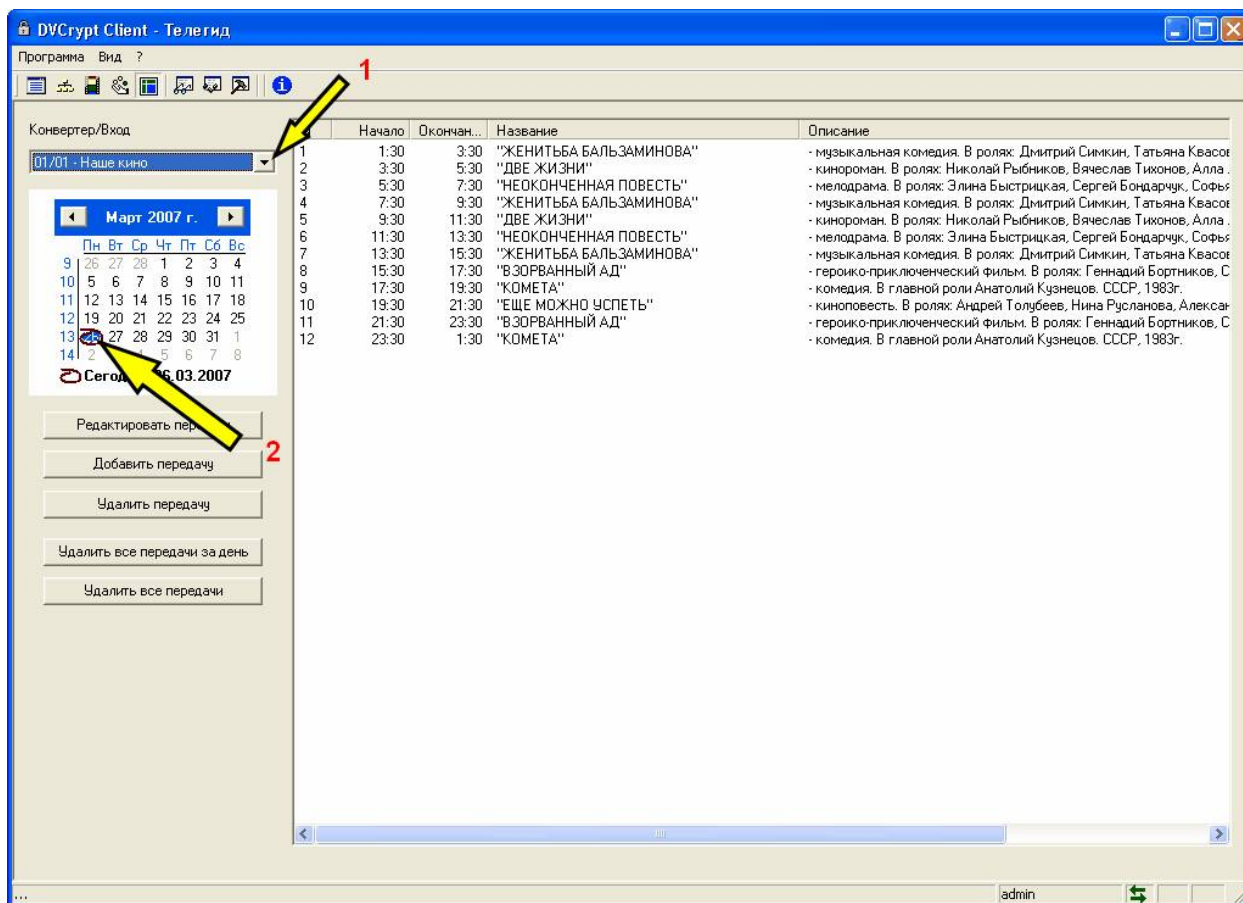 DVCrypt Client - Телегид
Программа Вид ?
1
Конвертер/Вход
01/01 - Наше кино
Март 2007 г.
Пн Вт Ср Чт Пт Сб Вс
9 26 27 28 1 2 3 4
10 5 6 7 8 9 10 11
11 12 13 14 15 16 17 18
12 19 20 21 22 23 24 25
13 26 27 28 29 30 31 1
14 2 5 6 7 8
03.2007
Редактировать
2
Добавить передачу
Удалить передачу
Удалить все передачи за день
Удалить все передачи
Начало Окончан... Название Описание
1 1:30 3:30 "ЖЕНИТЬБА БАЛЬЗАМИНОВА" - музыкальная комедия. В ролях: Дмитрий Симкин, Татьяна Квасов
2 3:30 5:30 "ДВЕ ЖИЗНИ" - кинороман. В ролях: Николай Рыбников, Вячеслав Тихонов, Алла .
3 5:30 7:30 "НЕОКОНЧЕННАЯ ПОВЕСТЬ" - мелодрама. В ролях: Элина Быстрицкая, Сергей Бондарчук, Софья
4 7:30 9:30 "ЖЕНИТЬБА БАЛЬЗАМИНОВА" - музыкальная комедия. В ролях: Дмитрий Симкин, Татьяна Квасов
5 9:30 11:30 "ДВЕ ЖИЗНИ" - кинороман. В ролях: Николай Рыбников, Вячеслав Тихонов, Алла .
6 11:30 13:30 "НЕОКОНЧЕННАЯ ПОВЕСТЬ" - мелодрама. В ролях: Элина Быстрицкая, Сергей Бондарчук, Софья
7 13:30 15:30 "ЖЕНИТЬБА БАЛЬЗАМИНОВА" - музыкальная комедия. В ролях: Дмитрий Симкин, Татьяна Квасов
8 15:30 17:30 "ВЗОРВАННЫЙ АД" - героико-приключенческий фильм. В ролях: Геннадий Бортников, С
9 17:30 19:30 "КОМЕТА" - комедия. В главной роли Анатолий Кузнецов. СССР, 1983г.
10 19:30 21:30 "ЕЩЕ МОЖНО УСПЕТЬ" - киноповесть. В ролях: Андрей Толубеев, Нина Русланова, Алексан
11 21:30 23:30 "ВЗОРВАННЫЙ АД" - героико-приключенческий фильм. В ролях: Геннадий Бортников, С
12 23:30 1:30 "КОМЕТА" - комедия. В главной роли Анатолий Кузнецов. СССР, 1983г.
... admin